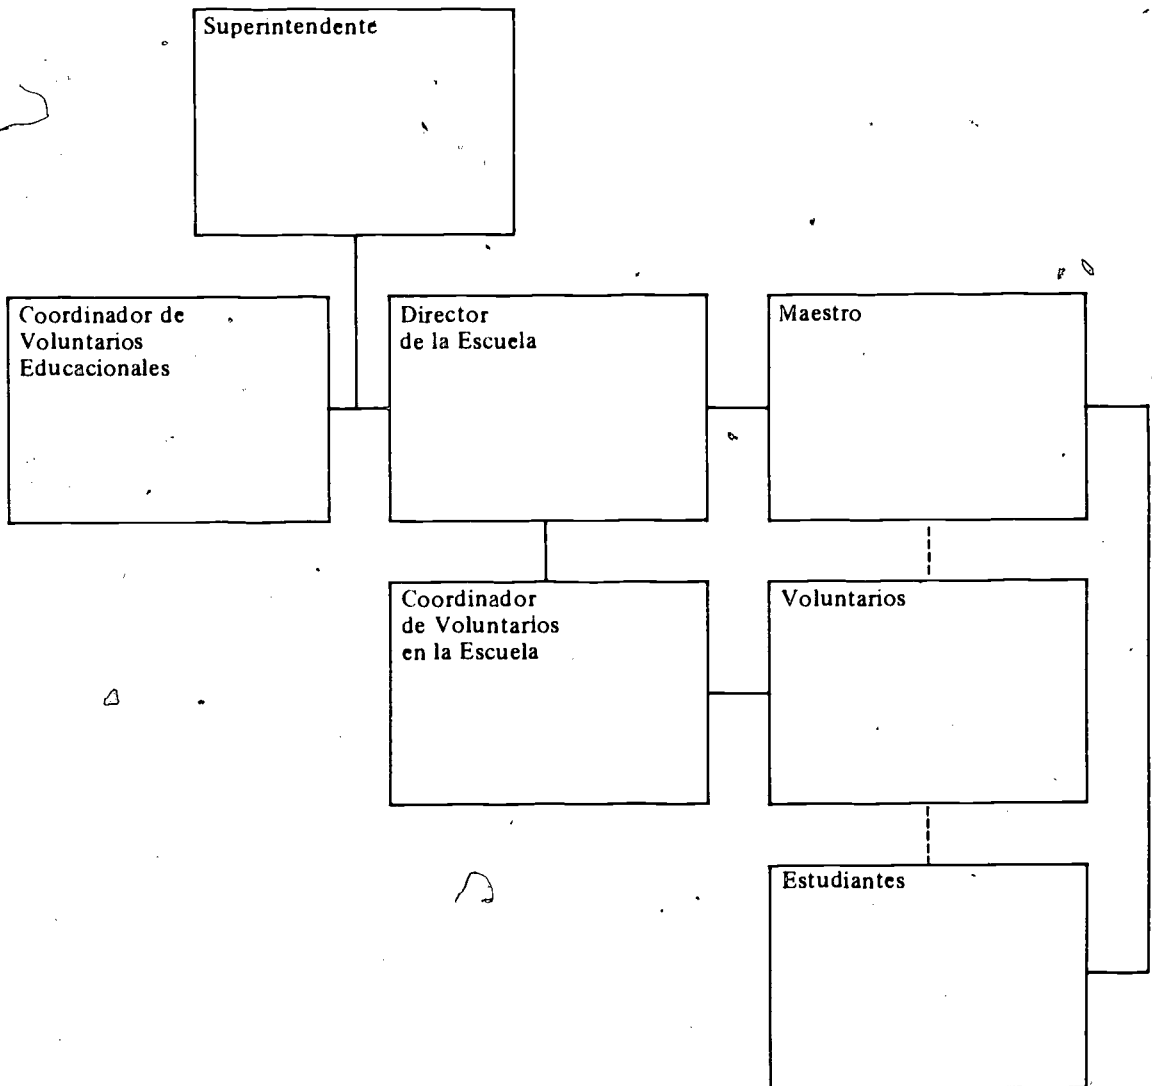 Superintendente
Coordinador de
Voluntarios
Educacionales
Director
de la Escuela
Maestro
Coordinador
de Voluntarios
en la Escuela
Voluntarios
Estudiantes